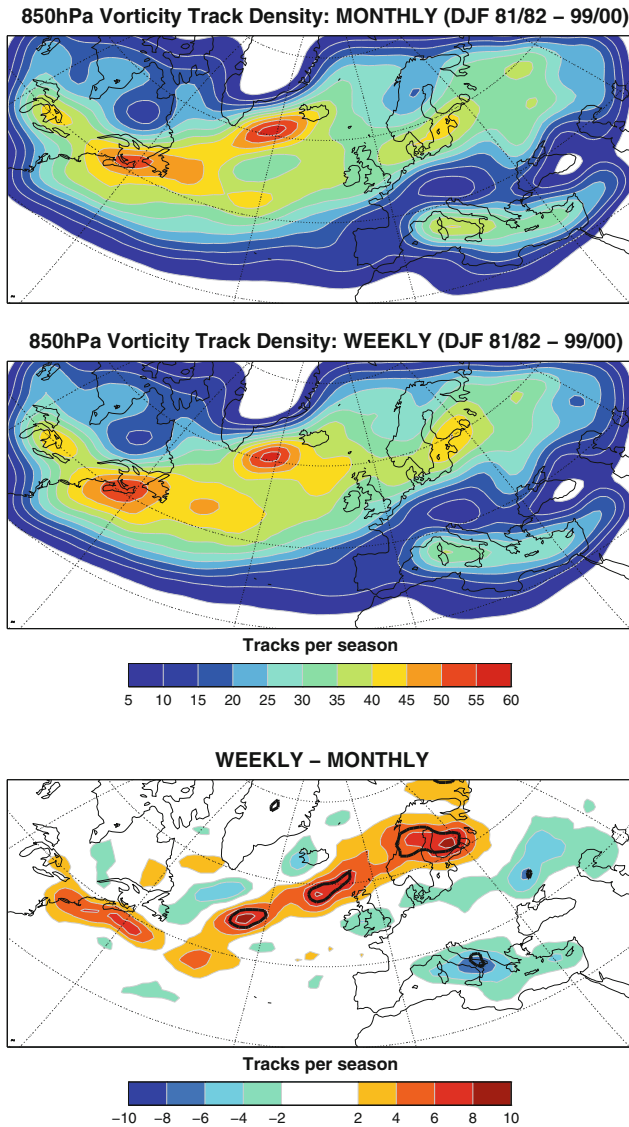 850hPa Vorticity Track Density: MONTHLY (DJF 81/82 – 99/00)
850hPa Vorticity Track Density: WEEKLY (DJF 81/82 – 99/00)
Tracks per season
5 10 15 20 25 30 35 40 45 50 55 60
WEEKLY – MONTHLY
Tracks per season
−10 −8 −6 −4 −2 2 4 6 8 10